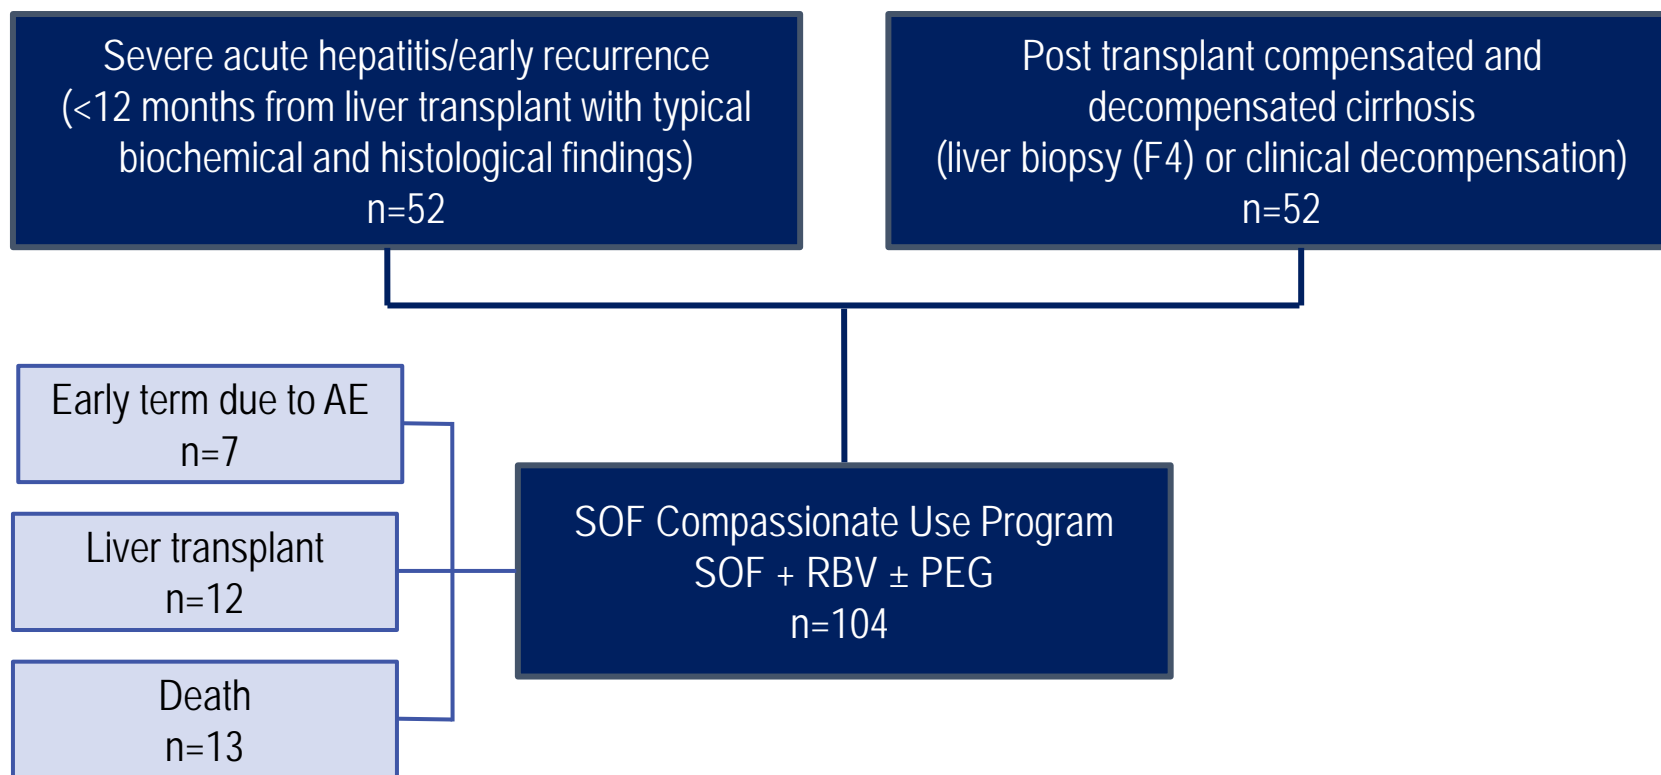 Severe acute hepatitis/early recurrence
(<12 months from liver transplant with typical
biochemical and histological findings)
n=52
Post transplant compensated and
decompensated cirrhosis
(liver biopsy (F4) or clinical decompensation)
n=52
Early term due to AE
n=7
Liver transplant
n=12
Death
n=13
SOF Compassionate Use Program
SOF + RBV ± PEG
n=104